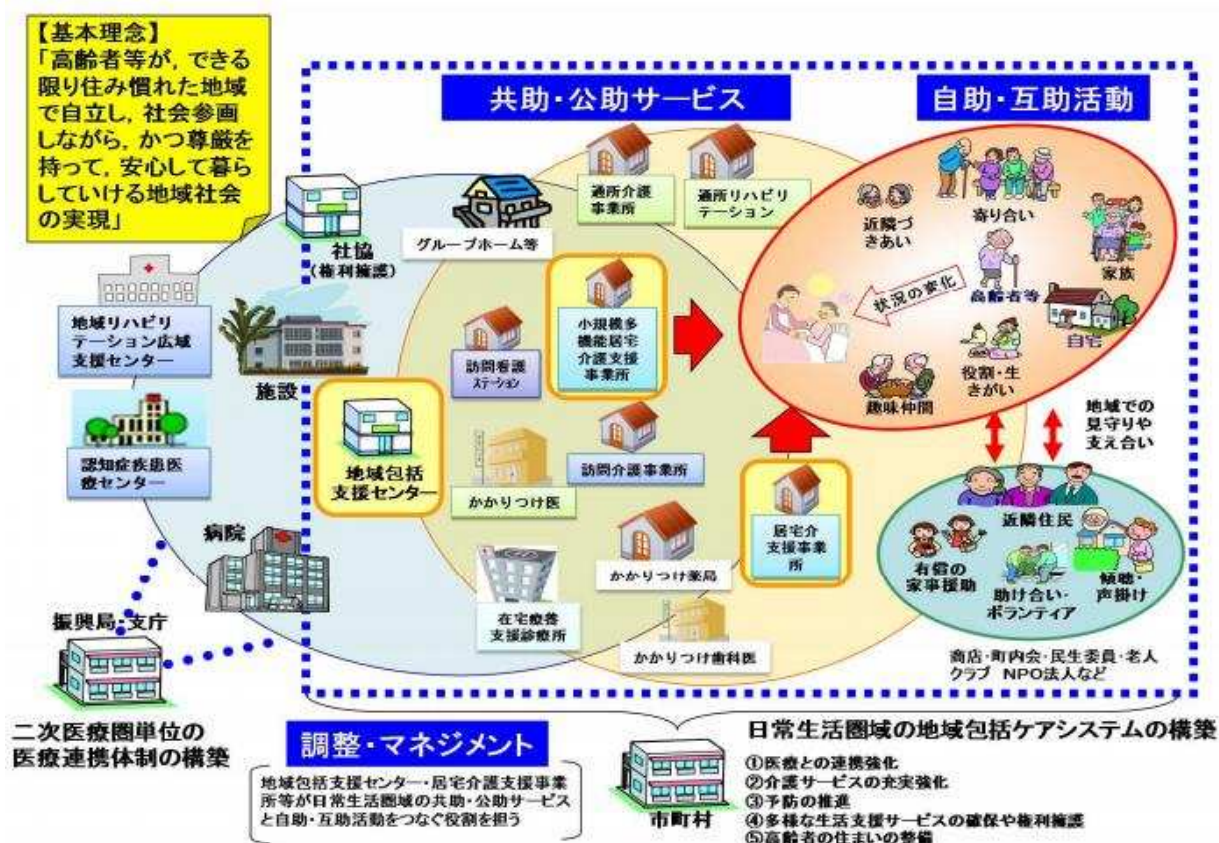 【基本理念】
「高齢者等が，できる
限り住み慣れた地域
で自立し，社会参画
しながら，かつ尊厳を
持って，安心して暮ら
していける地域社会
の実現」
共助・公助サービス
自助・互助活動
通所介護
事業所
通所リハビリ
テーション
社協
(権利擁護)
グループホーム等
地域リハビリ
テーション広域
支援センター
施設
訪問看護
ステーション
小規模多
機能居宅
介護支援
事業所
認知症疾患医
療センター
地域包括
支援センター
訪問介護事業所
かかりつけ医
病院
かかりつけ薬局
居宅介
支援事業
所
在宅療養
支援診療所
かかりつけ歯科医
近隣づ
きあい
寄り合い
家族
状況の変化
高齢者等
自宅
役割・生
きがい
趣味仲間
地域での
見守りや
支え合い
近隣住民
有償の
家事援助
助け合い・
ボランティア
傾聴・
声掛け
商店・町内会・民生委員・老人
クラブ NPO法人など
振興局・支庁
二次医療圏単位の
医療連携体制の構築
調整・マネジメント
地域包括支援センター・居宅介護支援事業
所等が日常生活圏域の共助・公助サービス
と自助・互助活動をつなぐ役割を担う
市町村
日常生活圏域の地域包括ケアシステムの構築
①医療との連携強化
②介護サービスの充実強化
③予防の推進
④多様な生活支援サービスの確保や権利擁護
⑤高齢者の住まいの整備